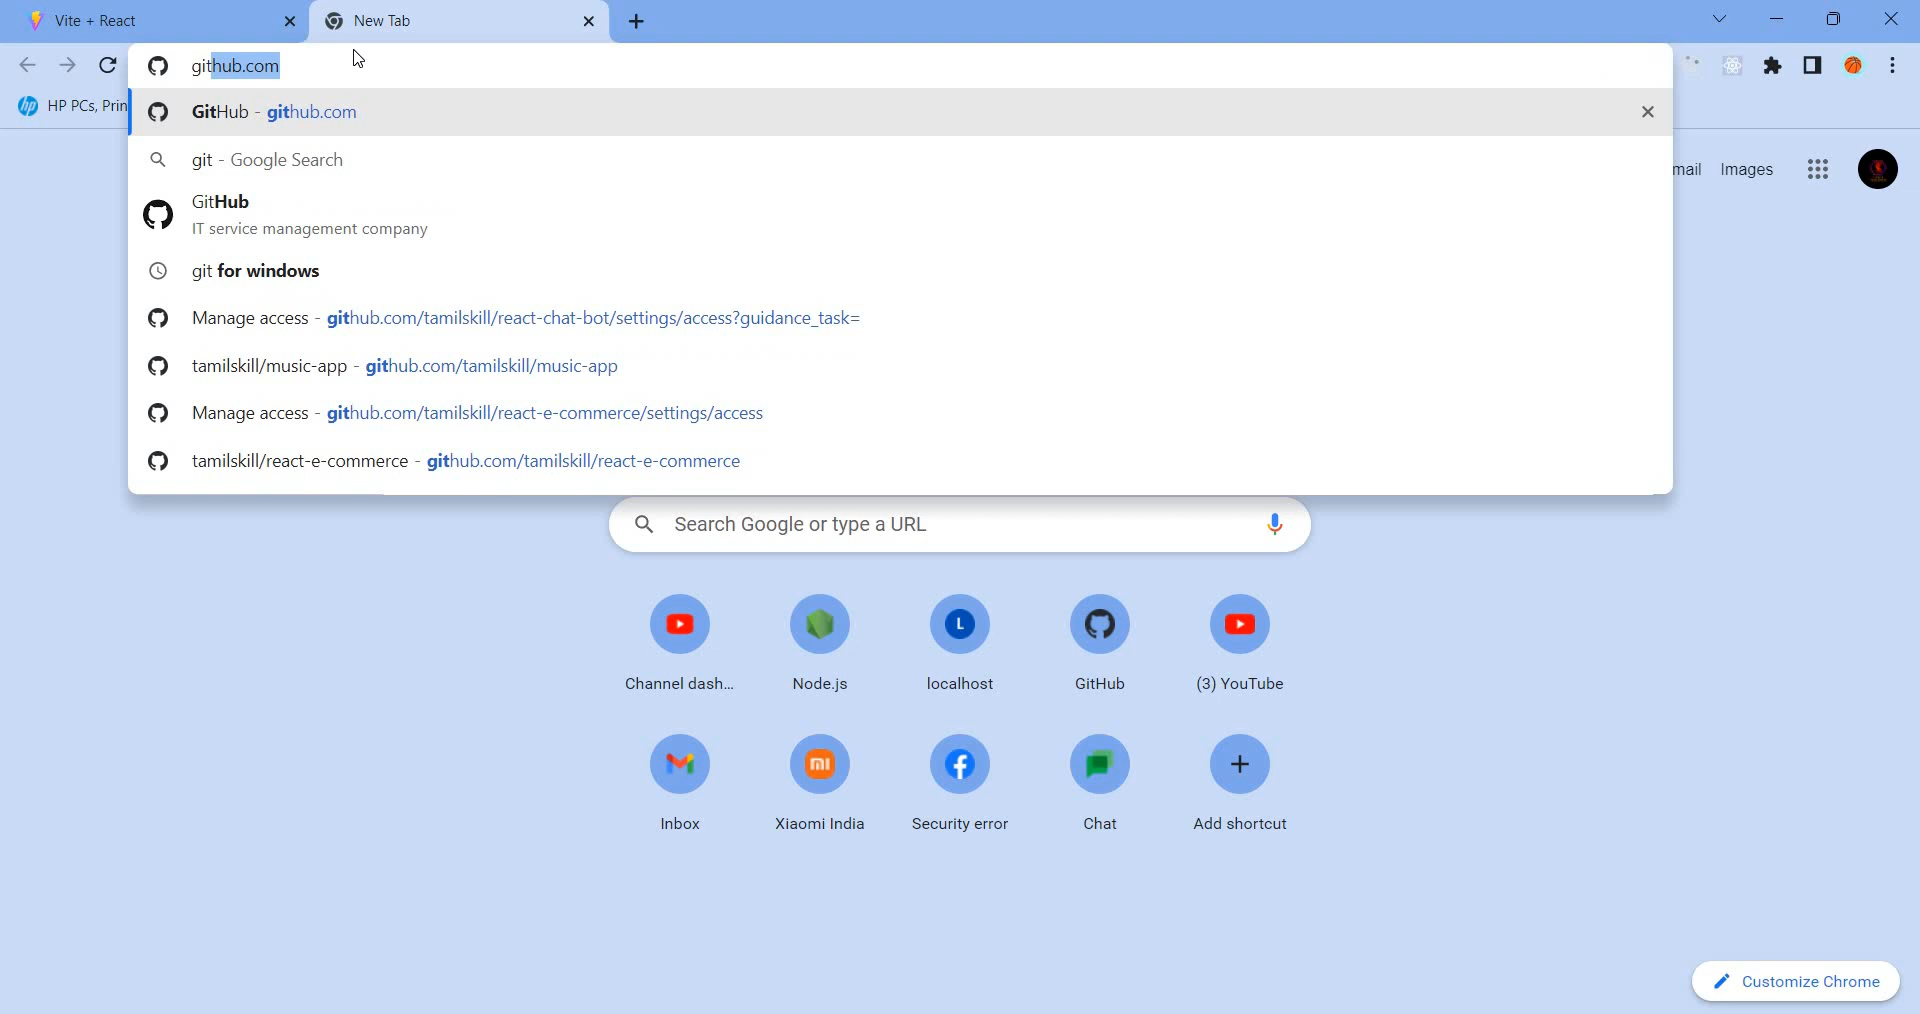 Vite + React
New Tab
github.com
HP PCs, Prin
GitHub - github.com
git - Google Search
mail
Images
GitHub
IT service management company
git for windows
Manage access - github.com/tamilskill/react-chat-bot/settings/access?guidance_task=
tamilskill/music-app - github.com/tamilskill/music-app
Manage access - github.com/tamilskill/react-e-commerce/settings/access
tamilskill/react-e-commerce - github.com/tamilskill/react-e-commerce
Search Google or type a URL
L
Channel dash...
Node.js
localhost
GitHub
(3) YouTube
Inbox
Xiaomi India
Security error
Chat
Add shortcut
Customize Chrome